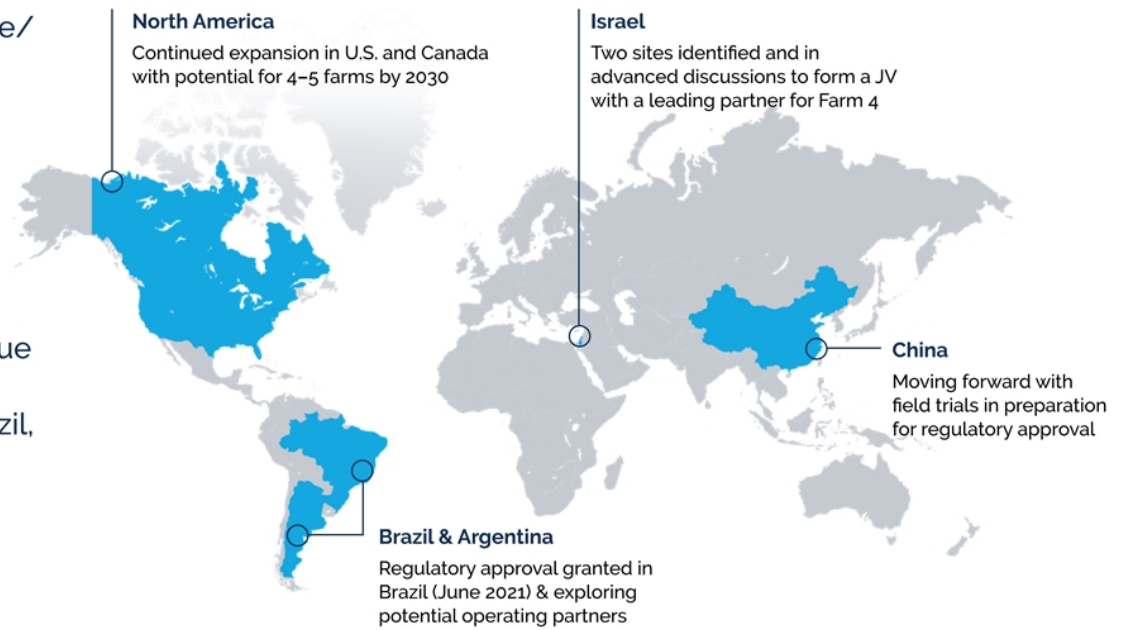 e/
ue
zil,
North America
Continued expansion in U.S. and Canada
with potential for 4–5 farms by 2030
Israel
Two sites identified and in
advanced discussions to form a JV
with a leading partner for Farm 4
China
Moving forward with
field trials in preparation
for regulatory approval
Brazil & Argentina
Regulatory approval granted in
Brazil (June 2021) & exploring
potential operating partners